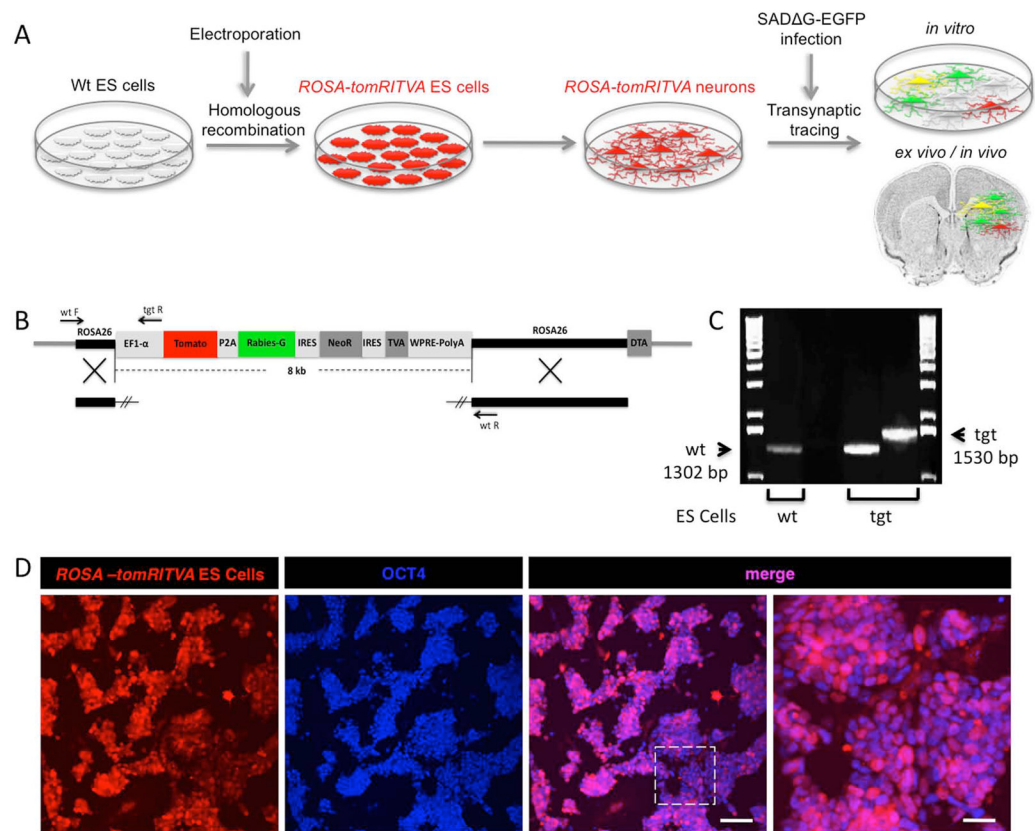 A
Electroporation
Wt ES cells
Homologous
recombination
ROSA-tomRITVA ES cells
ROSA-tomRITVA neurons
SADΔG-EGFP
infection
Transynaptic
tracing
in vitro
ex vivo / in vivo
B
wt F
tgt R
ROSA26
EF1-α
Tomato
P2A
Rabies-G
IRES
NeoR
IRES
TVA
WPRE-PolyA
ROSA26
DTA
8 kb
wt R
C
wt
1302 bp
tgt
1530 bp
ES Cells
wt
tgt
D
ROSA –tomRITVA ES Cells
OCT4
merge